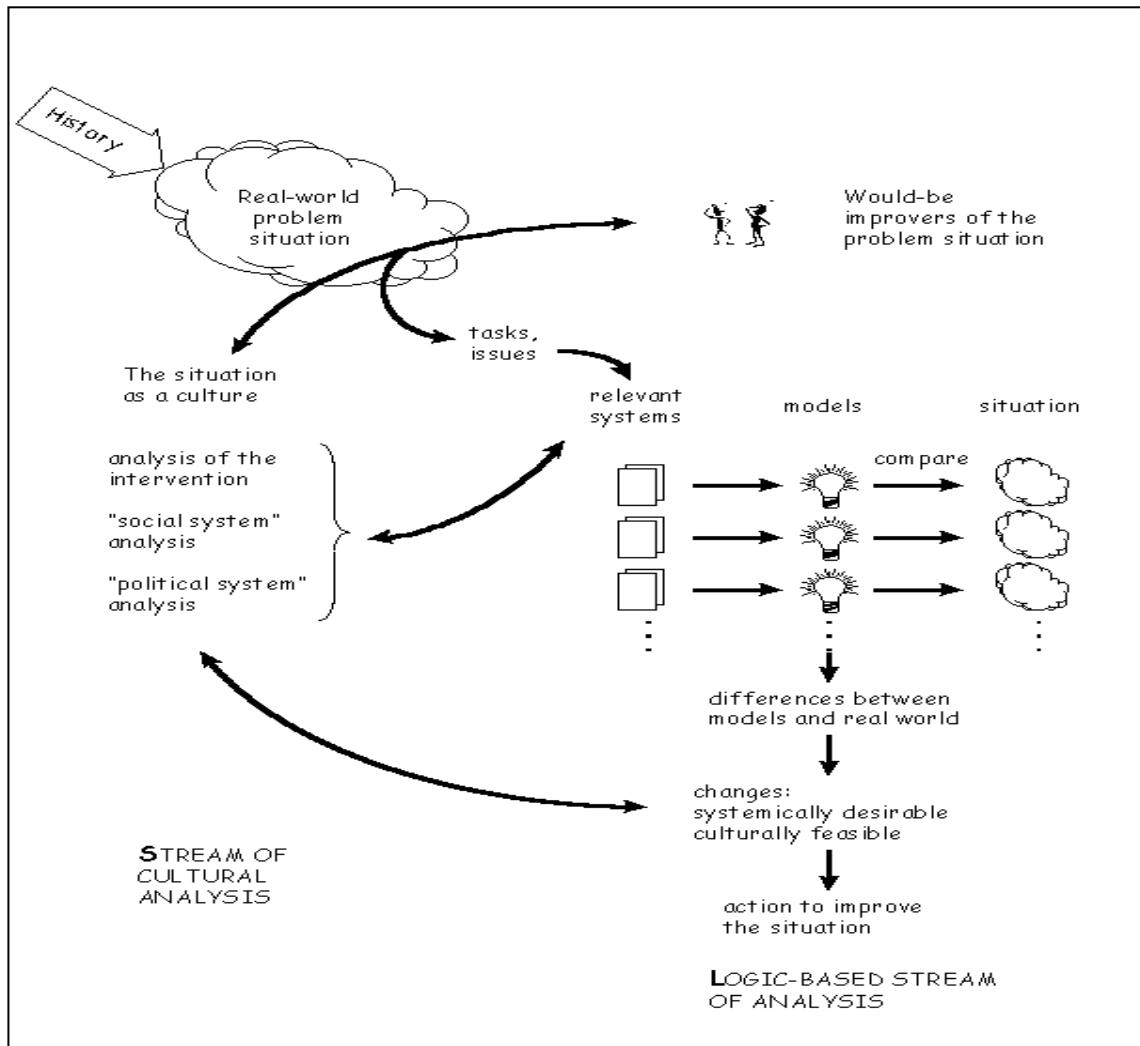 History
Real-world
problem
situation
Would-be
improvers of the
problem situation
tasks,
issues
The situation
as a culture
relevant
systems
models
situation
analysis of the
intervention
"social system"
analysis
"political system"
analysis
compare
differences between
models and real world
changes:
systemically desirable
culturally feasible
action to improve
the situation
STREAM OF
CULTURAL
ANALYSIS
LOGIC-BASED STREAM
OF ANALYSIS